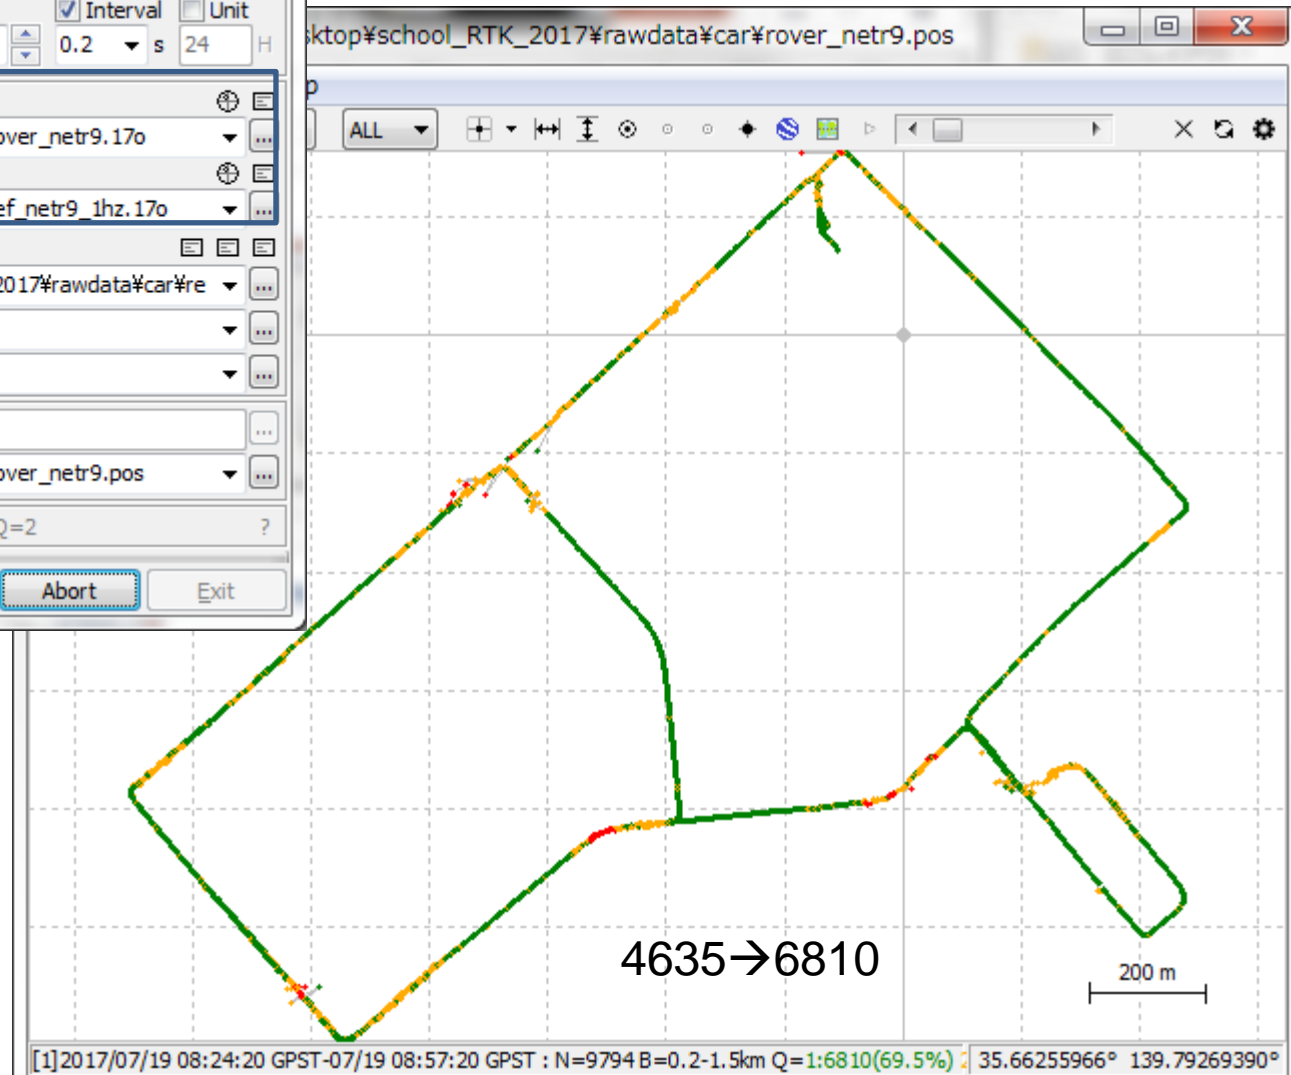 Interval Unit
0.2 s 24 H
sktop¥school_RTK_2017¥rawdata¥car¥rover_netr9.pos
p
ALL
over_netr9.17o
ef_netr9_1hz.17o
2017¥rawdata¥car¥re
over_netr9.pos
Q=2 ?
Abort Exit
4635→6810
200 m
[1]2017/07/19 08:24:20 GPST-07/19 08:57:20 GPST : N=9794 B=0.2-1.5km Q=1:6810(69.5%) 35.66255966° 139.79269390°